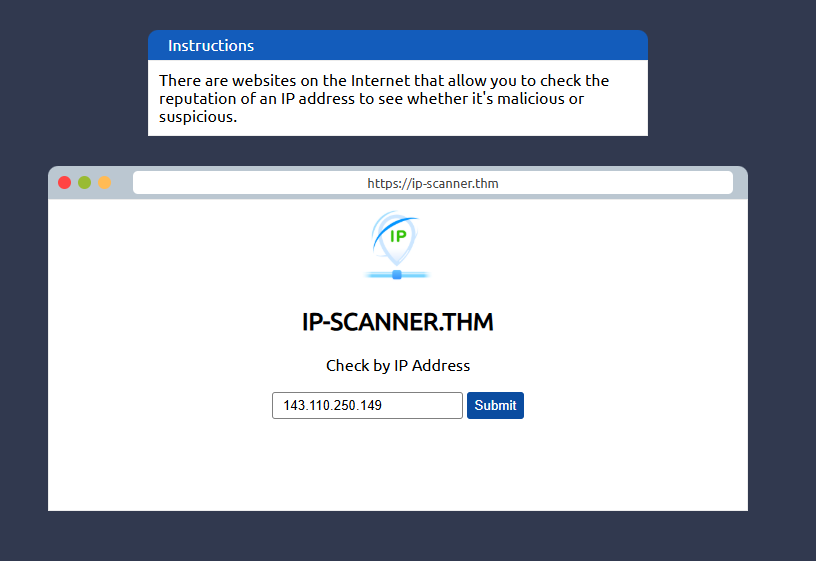 Instructions
There are websites on the Internet that allow you to check the
reputation of an IP address to see whether it's malicious or
suspicious.
https://ip-scanner.thm
IP
IP-SCANNER.THM
Check by IP Address
143.110.250.149 Submit